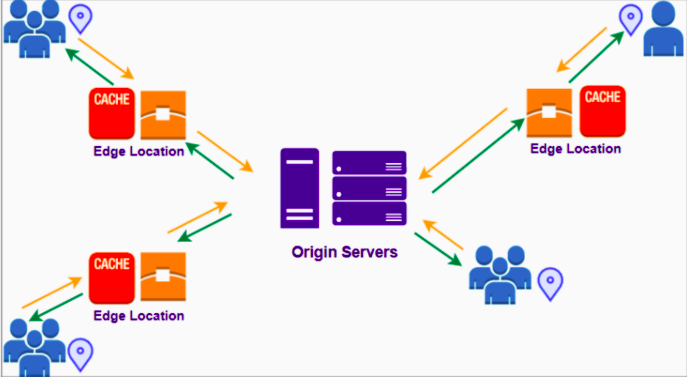 CACHE
Edge Location
CACHE
Edge Location
Origin Servers
CACHE
Edge Location